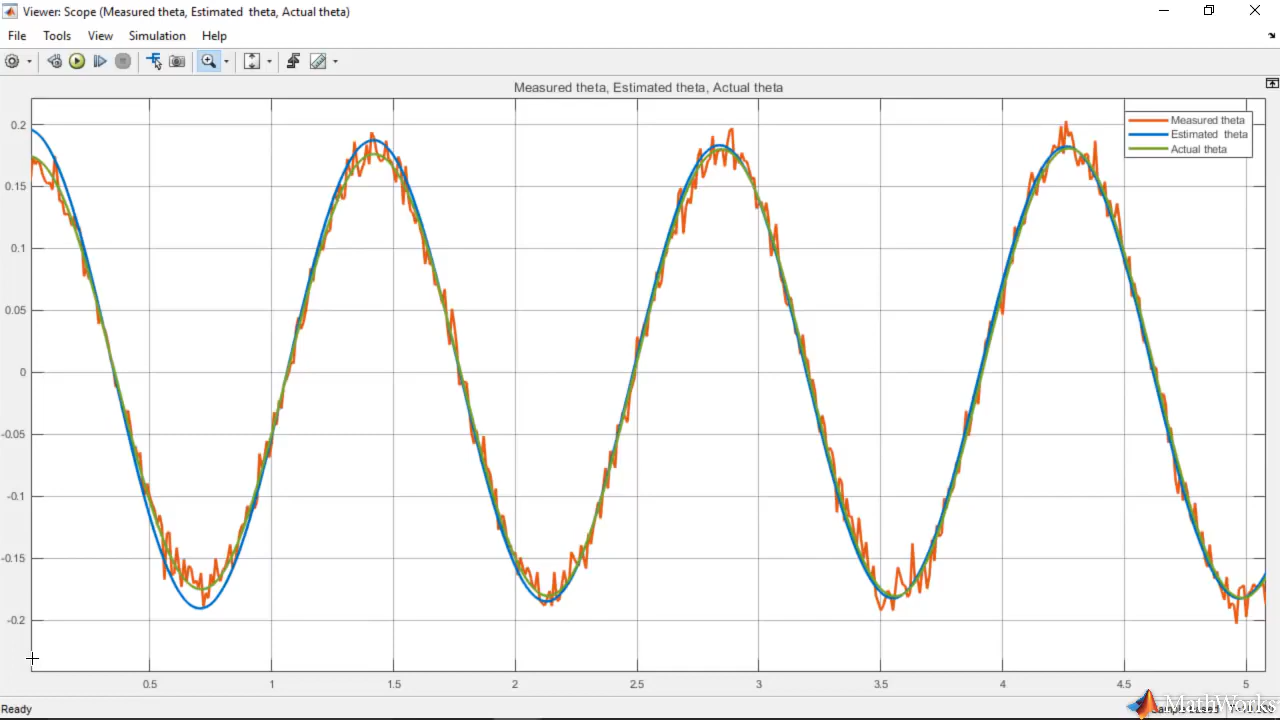 Viewer: Scope (Measured theta, Estimated theta, Actual theta)
File Tools View Simulation Help
Measured theta, Estimated theta, Actual theta
Measured theta
Estimated theta
Actual theta
0.2
0.15
0.1
0.05
0
-0.05
-0.1
-0.15
-0.2
0.5 1 1.5 2 2.5 3 3.5 4 4.5 5
Ready
MathWorks